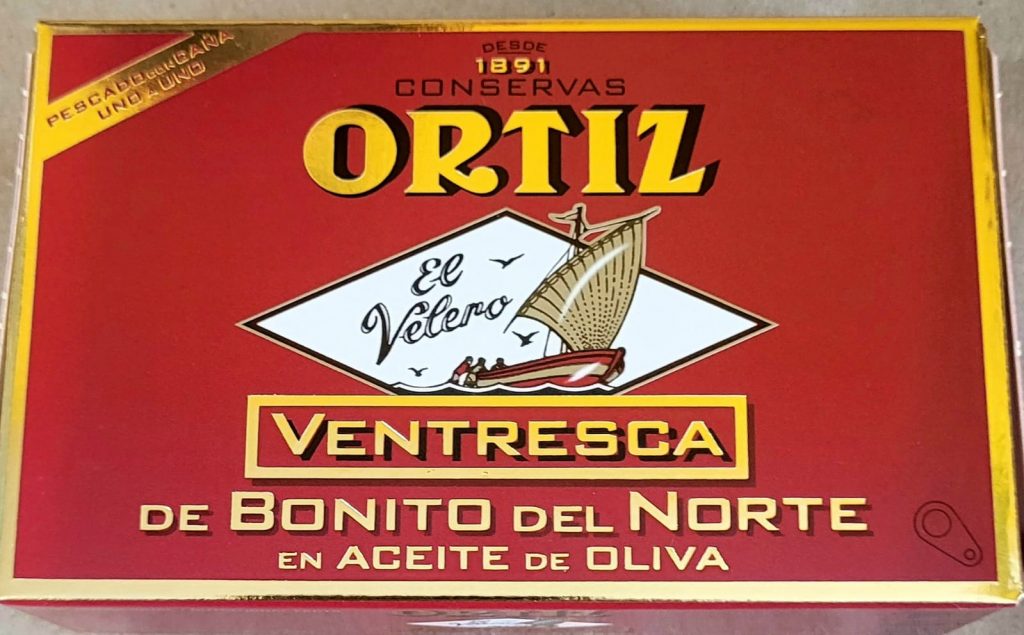 PESCADO CON CAÑA
UNO A UNO
DESDE
1891
CONSERVAS
ORTIZ
El
Velero
VENTRESCA
DE BONITO DEL NORTE
EN ACEITE DE OLIVA
ORTIZ